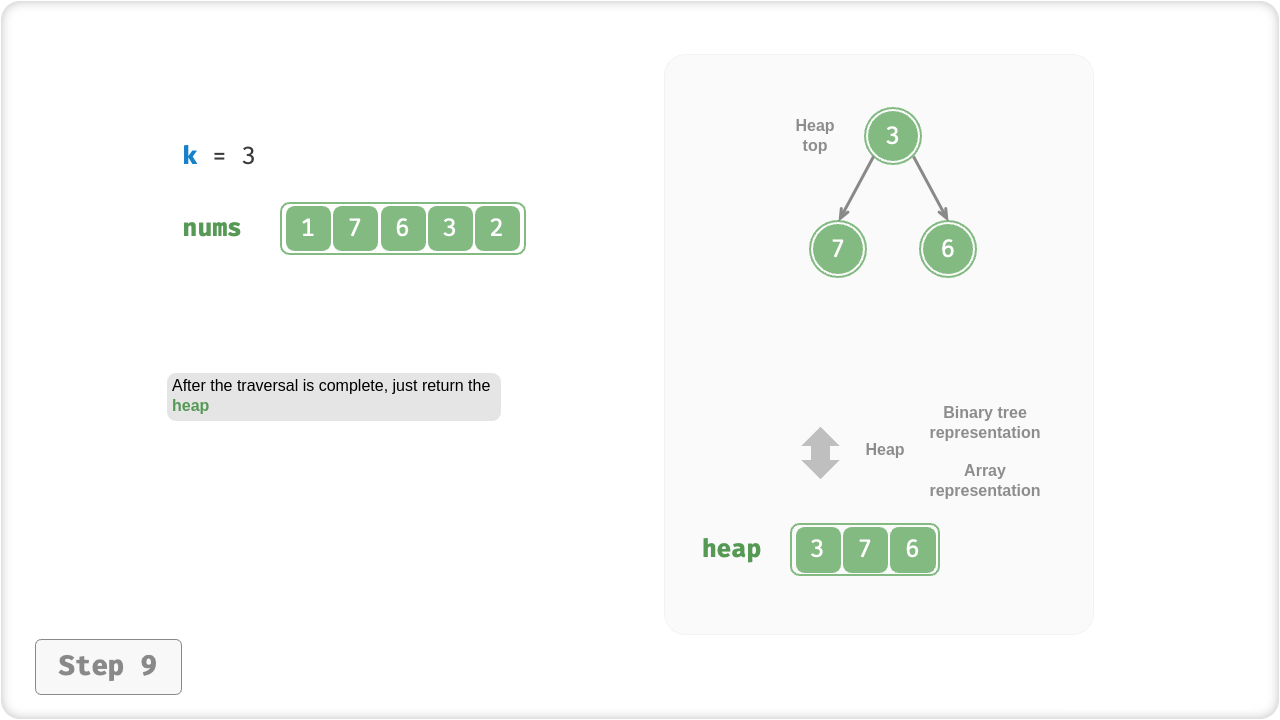 k = 3
nums 1 7 6 3 2
After the traversal is complete, just return the
heap
Step 9
Heap
top
3
7 6
Heap
Binary tree
representation
Array
representation
heap 3 7 6